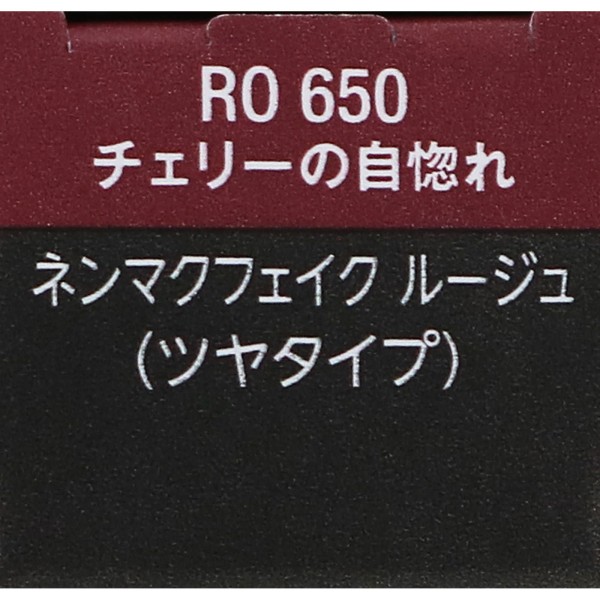 RO 650
チェリーの自惚れ
ネンマクフェイク ルージュ
(ツヤタイプ)